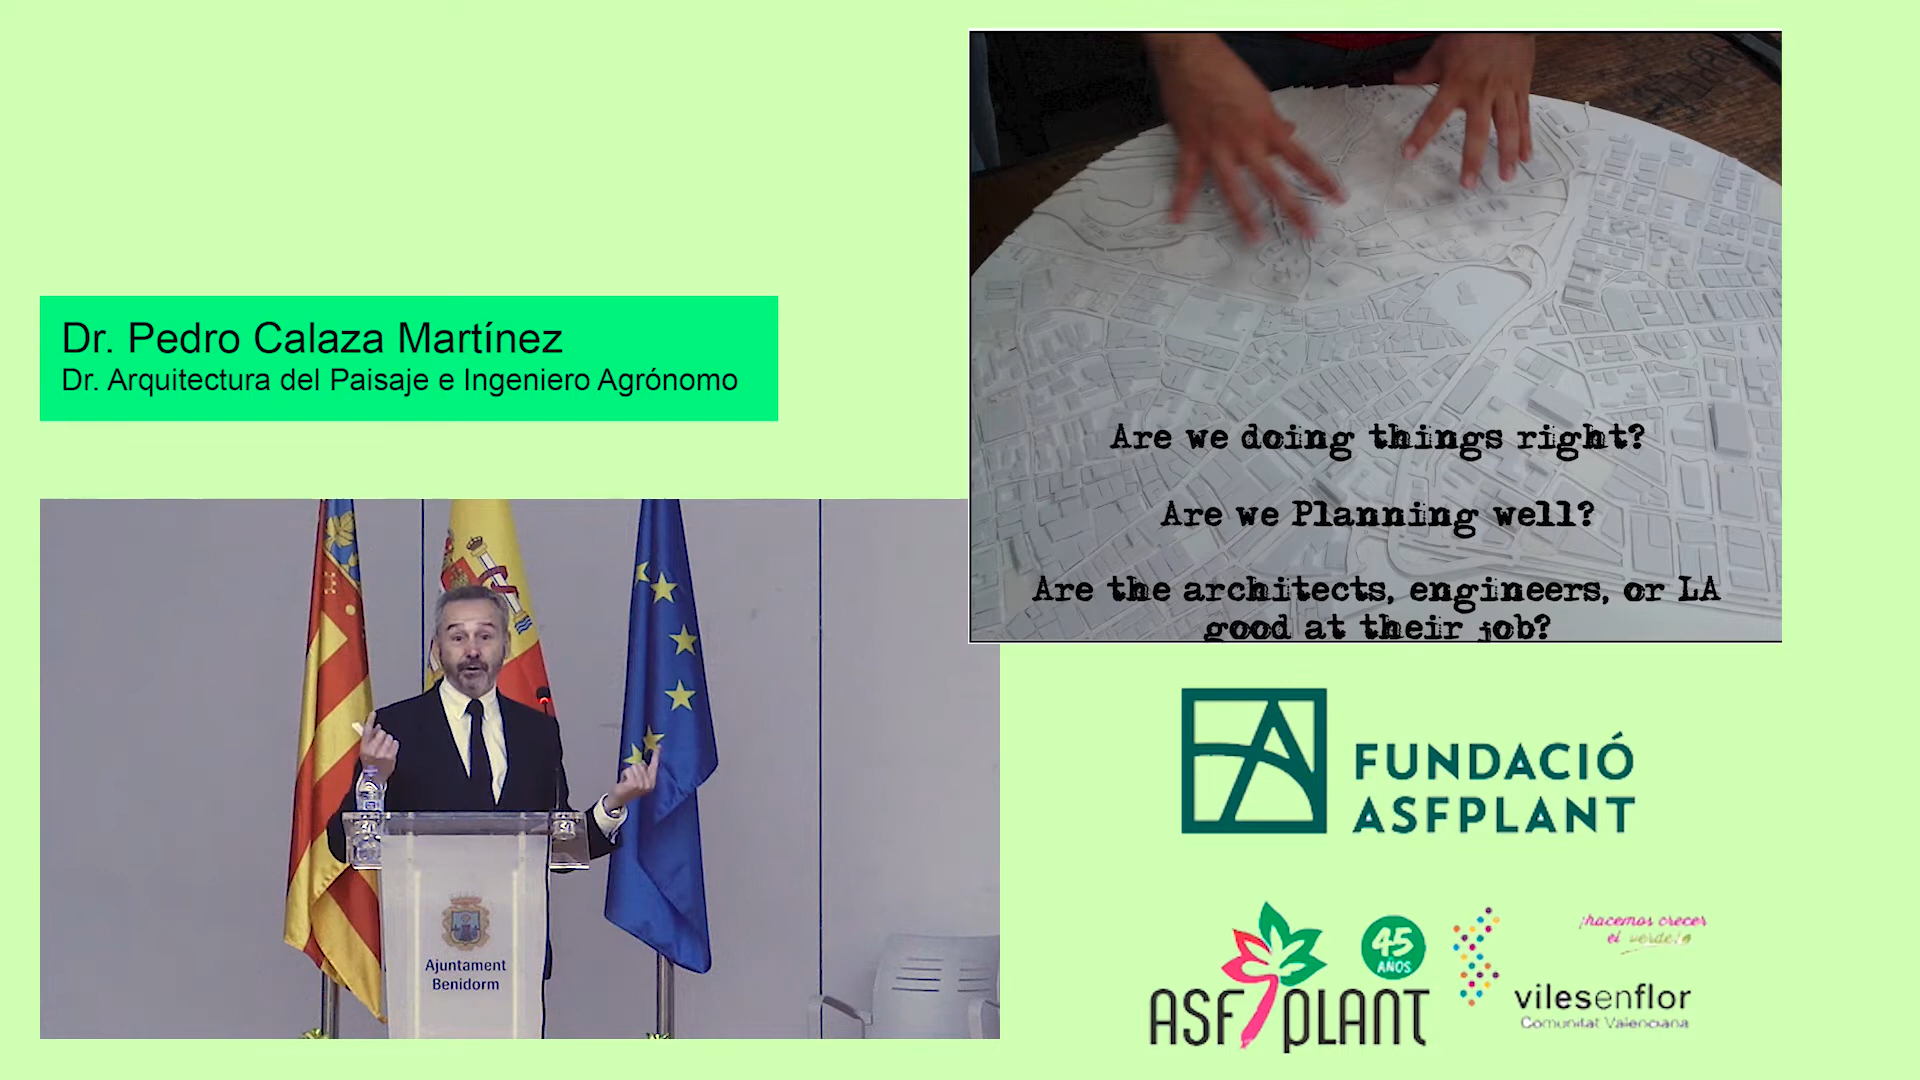 Dr. Pedro Calaza Martínez
Dr. Arquitectura del Paisaje e Ingeniero Agrónomo
Are we doing things right?
Are we Planning well?
Are the architects, engineers, or LA
good at their job?
Ajuntament
Benidorm
FUNDACIÓ
ASFPLANT
45
AÑOS
ASFPLANT
¡hacemos crecer
el verde!
vilesenflor
Comunitat Valenciana